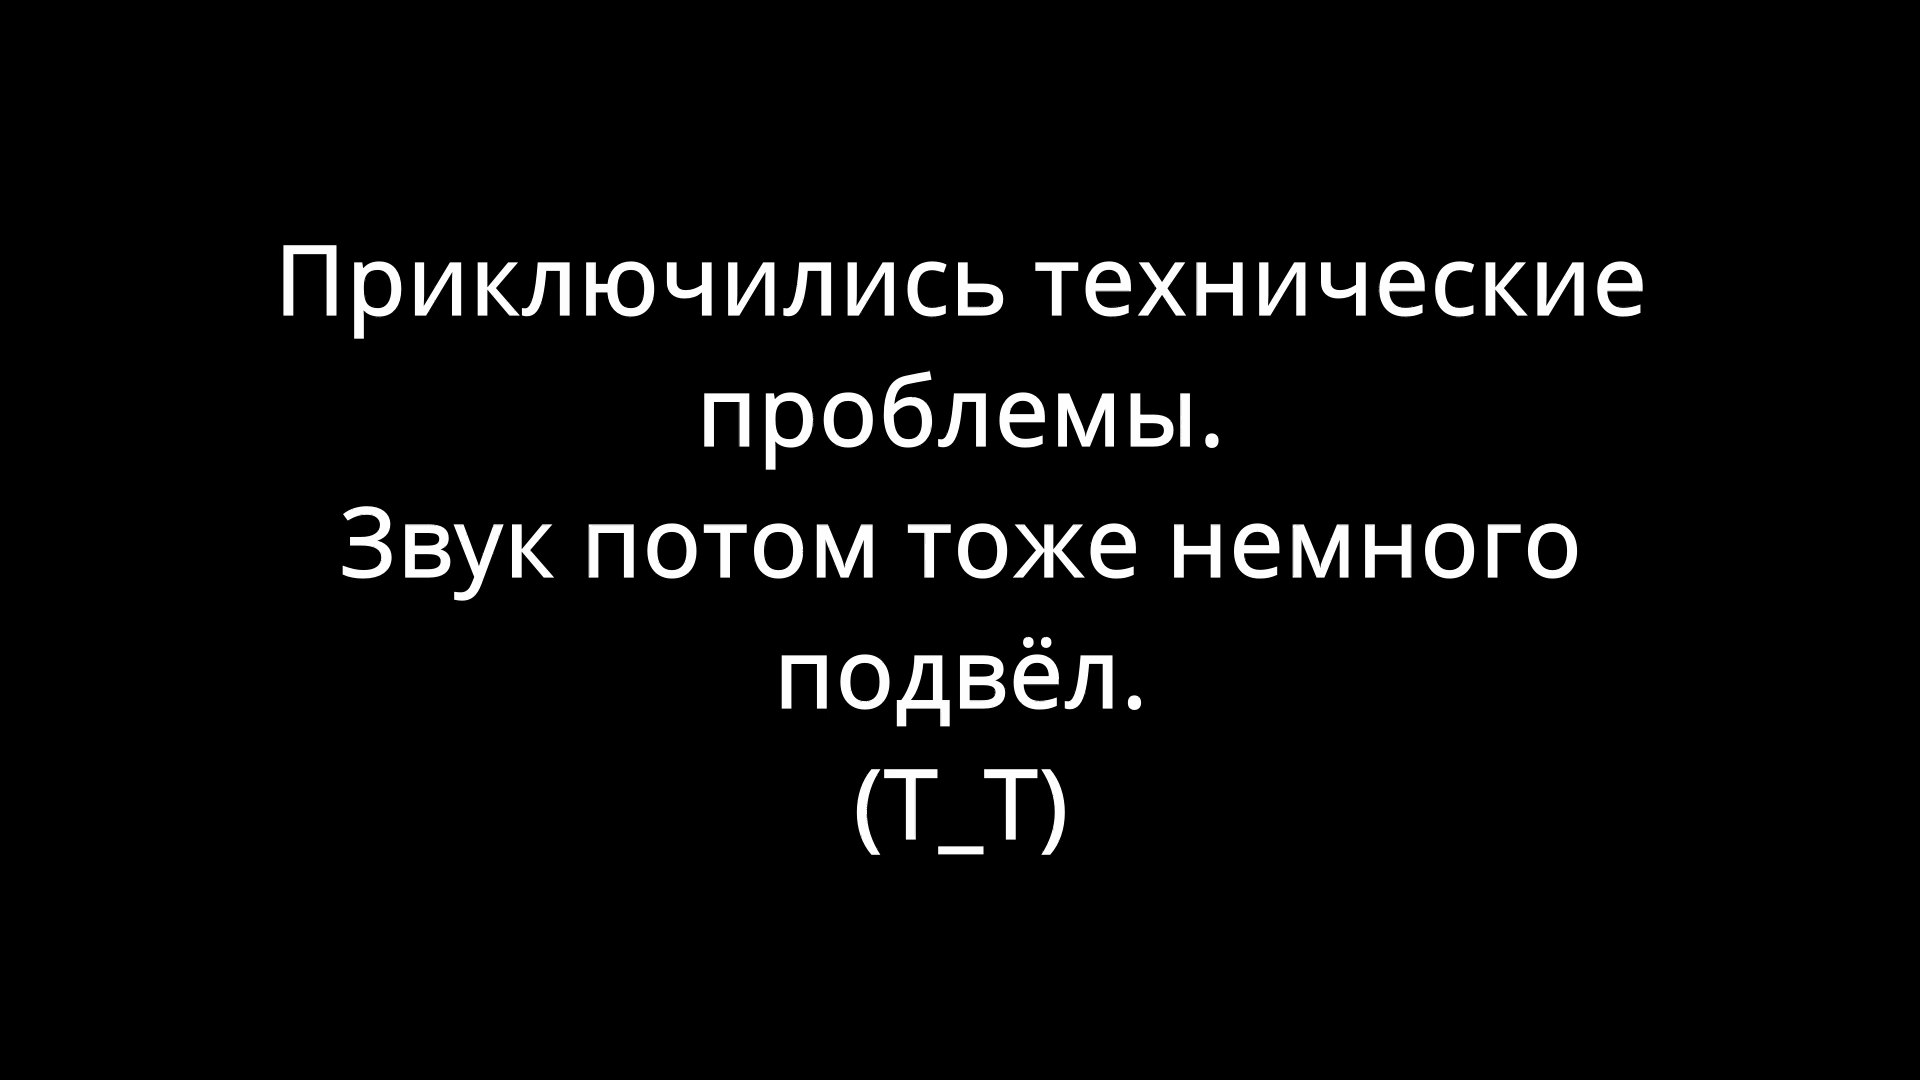 Приключились технические
проблемы.
Звук потом тоже немного
подвёл.
(T_T)